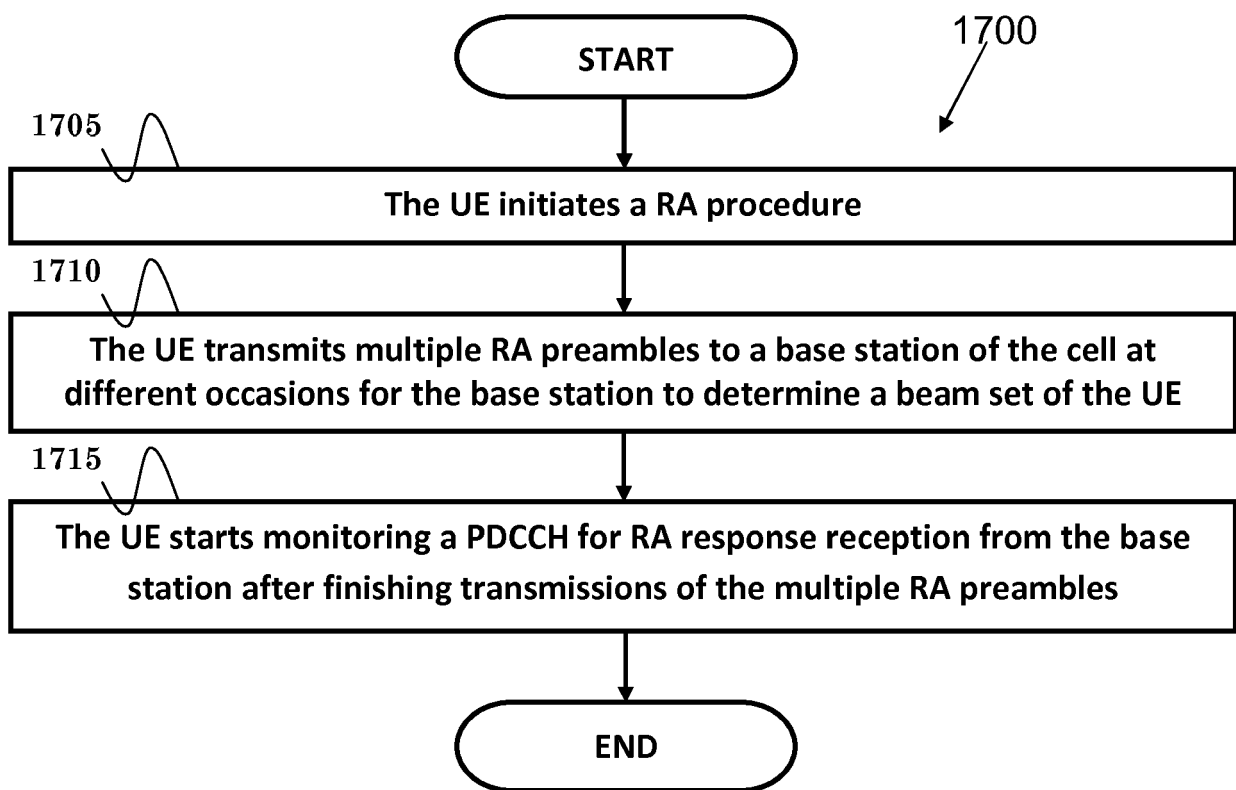 START
1700
1705
The UE initiates a RA procedure
1710
The UE transmits multiple RA preambles to a base station of the cell at
different occasions for the base station to determine a beam set of the UE
1715
The UE starts monitoring a PDCCH for RA response reception from the base
station after finishing transmissions of the multiple RA preambles
END